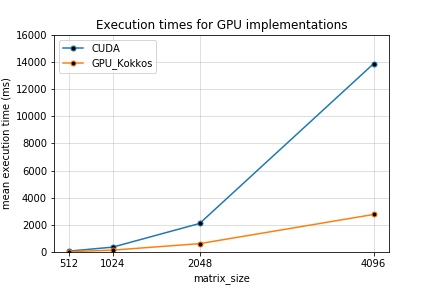 Execution times for GPU implementations
CUDA
GPU_Kokkos
mean execution time (ms)
16000
14000
12000
10000
8000
6000
4000
2000
0
512 1024 2048 4096
matrix_size